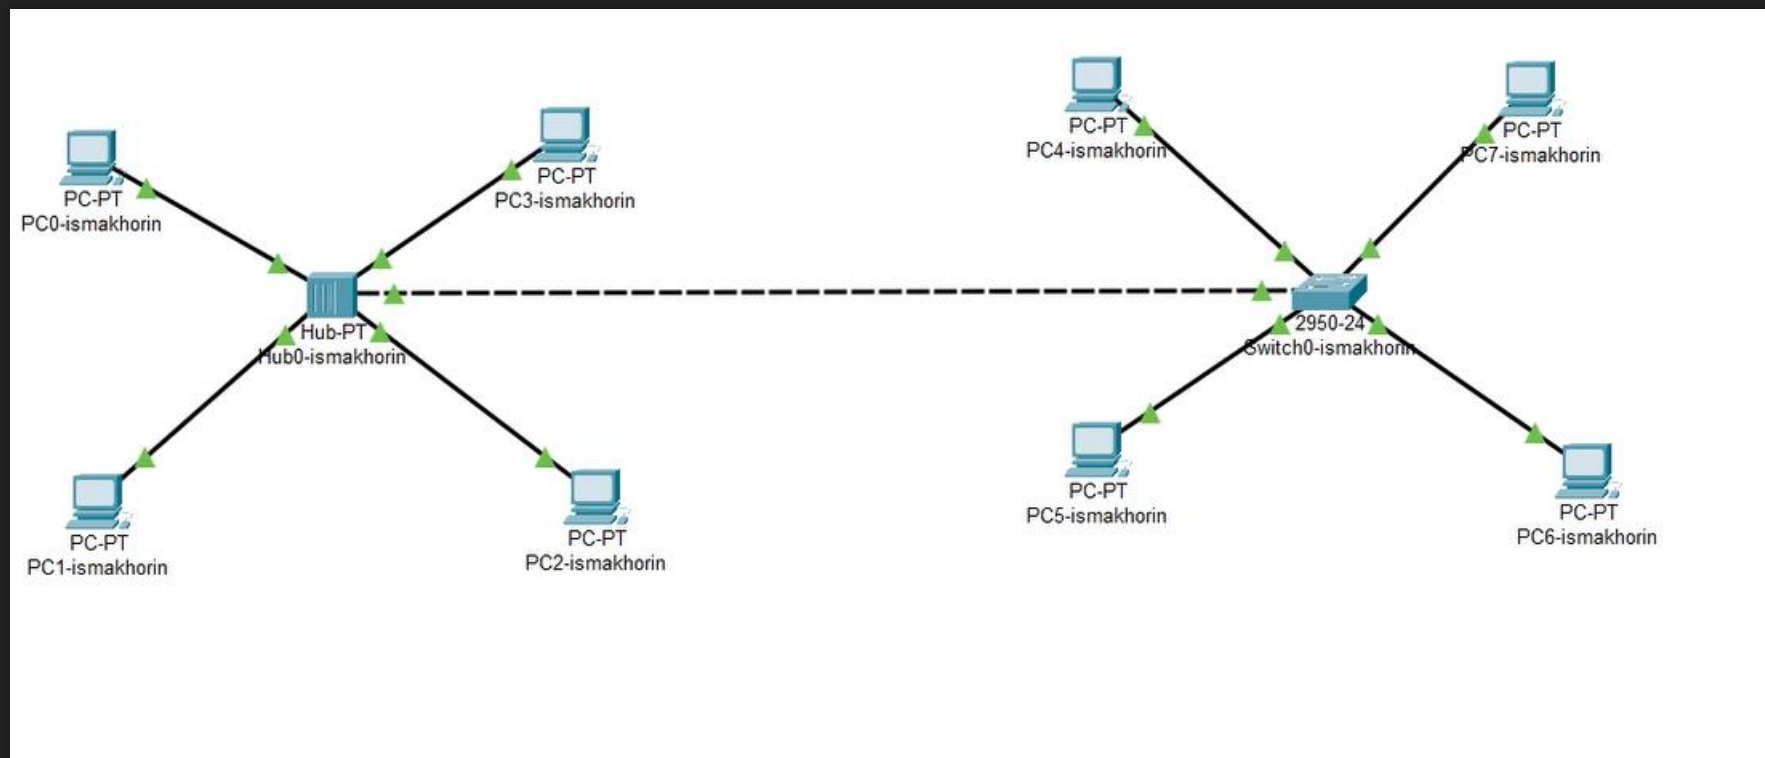 PC-PT
PC0-ismakhorin
PC-PT
PC3-ismakhorin
Hub-PT
Hub0-ismakhorin
PC-PT
PC1-ismakhorin
PC-PT
PC2-ismakhorin
PC-PT
PC4-ismakhorin
PC-PT
PC7-ismakhorin
2950-24
Switch0-ismakhorin
PC-PT
PC5-ismakhorin
PC-PT
PC6-ismakhorin